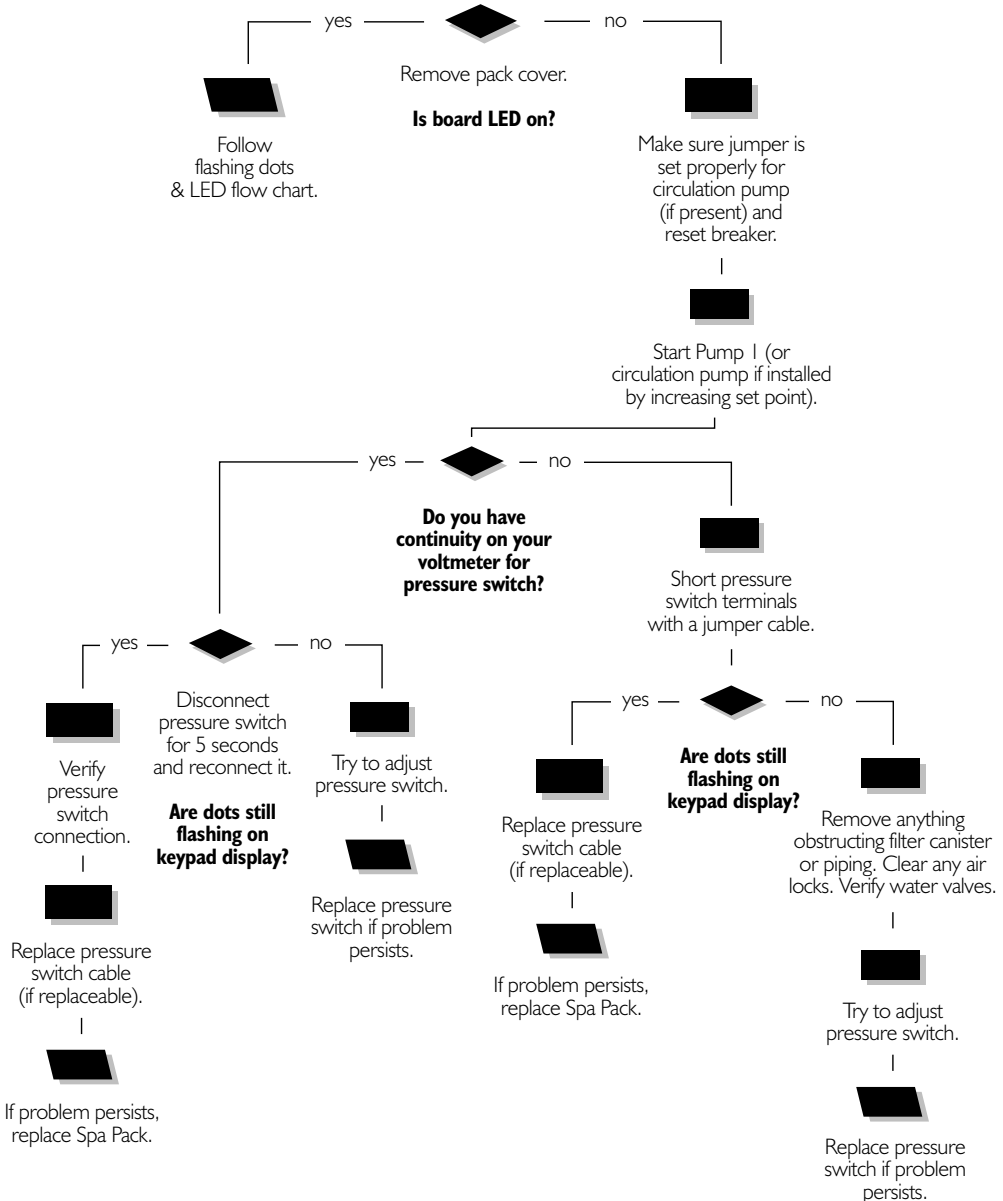 yes
no
Remove pack cover.
Is board LED on?
Follow
flashing dots
& LED flow chart.
Make sure jumper is
set properly for
circulation pump
(if present) and
reset breaker.
Start Pump 1 (or
circulation pump if installed
by increasing set point).
yes
no
Do you have
continuity on your
voltmeter for
pressure switch?
Short pressure
switch terminals
with a jumper cable.
yes
no
Disconnect
pressure switch
for 5 seconds
and reconnect it.
Are dots still
flashing on
keypad display?
Verify
pressure
switch
connection.
Replace pressure
switch cable
(if replaceable).
If problem persists,
replace Spa Pack.
Try to adjust
pressure switch.
Replace pressure
switch if problem
persists.
yes
no
Are dots still
flashing on
keypad display?
Replace pressure
switch cable
(if replaceable).
If problem persists,
replace Spa Pack.
Remove anything
obstructing filter canister
or piping. Clear any air
locks. Verify water valves.
Try to adjust
pressure switch.
Replace pressure
switch if problem
persists.